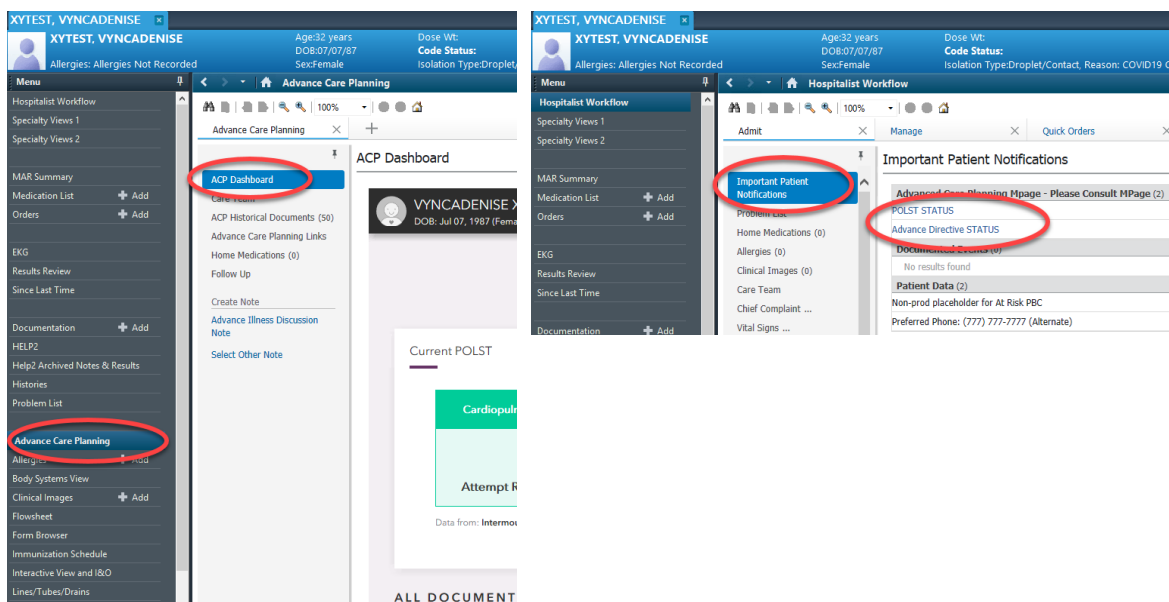 XYTEST, VYNCADENISE
XYTEST, VYNCADENISE
Age:32 years
Dose Wt:
DOB:07/07/87
Code Status:
Allergies: Allergies Not Recorded
Sex:Female
Isolation Type:Droplet/
Menu
Advance Care Planning
Hospitalist Workflow
Specialty Views 1
Specialty Views 2
MAR Summary
Medication List
Add
Orders
Add
EKG
Results Review
Since Last Time
Documentation
Add
HELP2
Help2 Archived Notes & Results
Histories
Problem List
Advance Care Planning
Allergies
Add
Body Systems View
Clinical Images
Add
Flowsheet
Form Browser
Immunization Schedule
Interactive View and I&O
Lines/Tubes/Drains
100%
Advance Care Planning
ACP Dashboard
Care Team
ACP Historical Documents (50)
Advance Care Planning Links
Home Medications (0)
Follow Up
Create Note
Advance Illness Discussion
Note
Select Other Note
ACP Dashboard
VYNCADENISE X
DOB: Jul 07, 1987 (Fema
Current POLST
Cardiopulr
Attempt R
Data from: Intermou
ALL DOCUMENT
XYTEST, VYNCADENISE
XYTEST, VYNCADENISE
Age:32 years
Dose Wt:
DOB:07/07/87
Code Status:
Allergies: Allergies Not Recorded
Sex:Female
Isolation Type:Droplet/Contact, Reason: COVID19 C
Menu
Hospitalist Workflow
Hospitalist Workflow
Specialty Views 1
Specialty Views 2
MAR Summary
Medication List
Add
Orders
Add
EKG
Results Review
Since Last Time
Documentation
Add
100%
Admit
Manage
Quick Orders
Important Patient
Notifications
Problem List
Home Medications (0)
Allergies (0)
Clinical Images (0)
Care Team
Chief Complaint ...
Vital Signs ...
Important Patient Notifications
Advanced Care Planning Mpage - Please Consult MPage (2)
POLST STATUS
Advance Directive STATUS
Documented Events (0)
No results found
Patient Data (2)
Non-prod placeholder for At Risk PBC
Preferred Phone: (777) 777-7777 (Alternate)